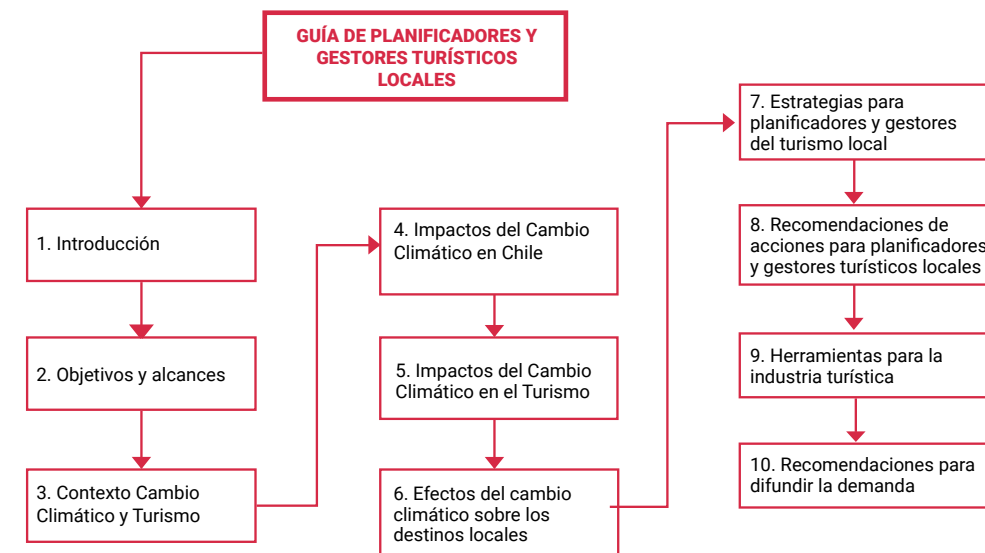 GUÍA DE PLANIFICADORES Y
GESTORES TURÍSTICOS
LOCALES
1. Introducción
2. Objetivos y alcances
3. Contexto Cambio
Climático y Turismo
4. Impactos del Cambio
Climático en Chile
5. Impactos del Cambio
Climático en el Turismo
6. Efectos del cambio
climático sobre los
destinos locales
7. Estrategias para
planificadores y gestores
del turismo local
8. Recomendaciones de
acciones para planificadores
y gestores turísticos locales
9. Herramientas para la
industria turística
10. Recomendaciones para
difundir la demanda